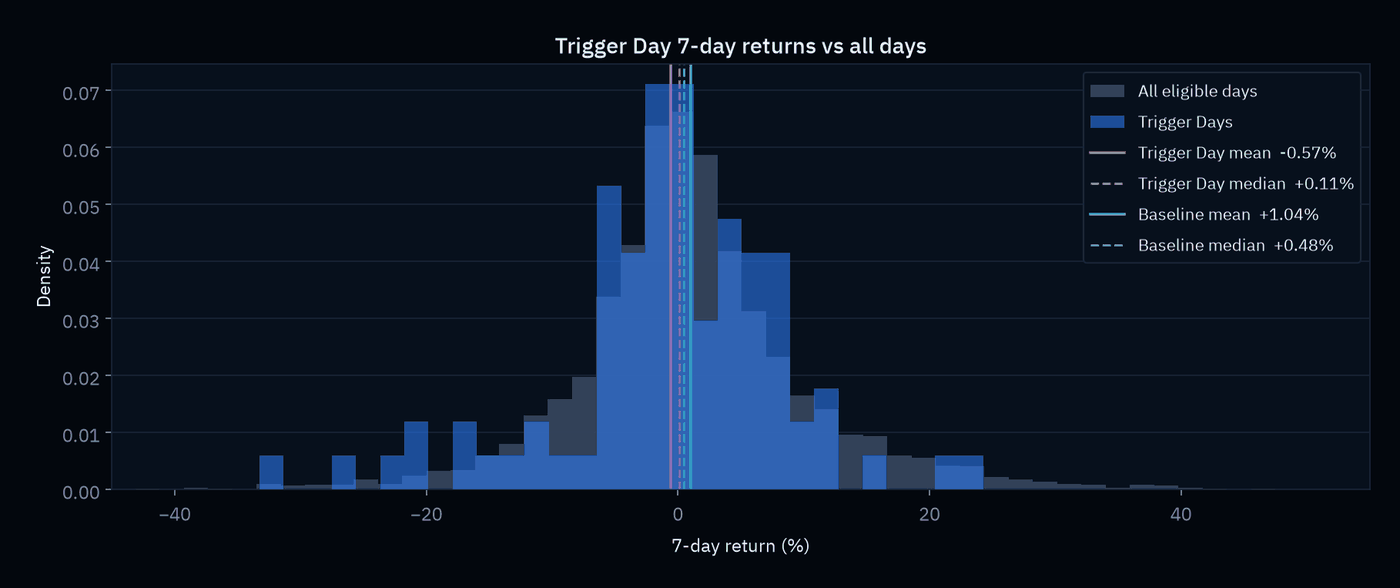 Trigger Day 7-day returns vs all days
0.07
0.06
0.05
0.04
0.03
0.02
0.01
0.00
Density
−40
−20
0
20
40
7-day return (%)
All eligible days
Trigger Days
Trigger Day mean -0.57%
Trigger Day median +0.11%
Baseline mean +1.04%
Baseline median +0.48%